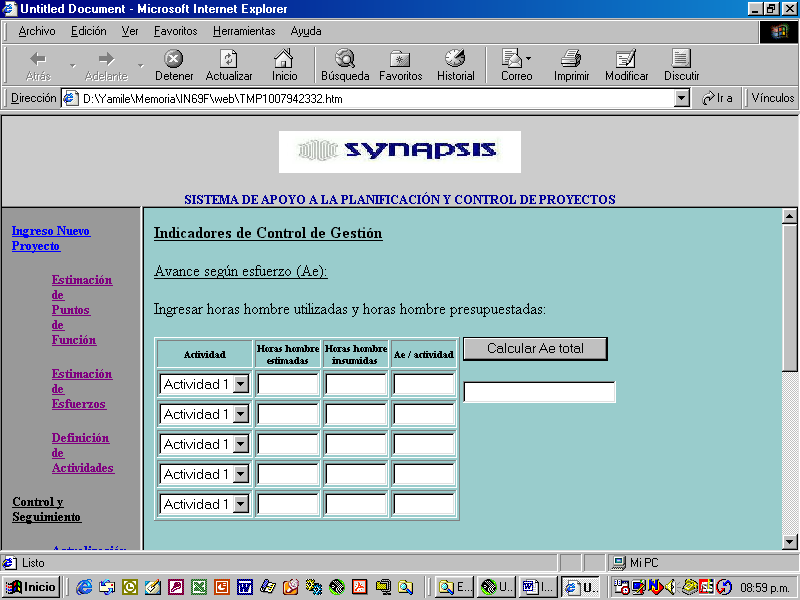 Untitled Document - Microsoft Internet Explorer
Archivo Edición Ver Favoritos Herramientas Ayuda
Atrás Adelante Detener Actualizar Inicio Búsqueda Favoritos Historial Correo Imprimir Modificar Discutir
Dirección D:\Yamile\Memoria\IN69F\web\TMP1007942332.htm Ir a Vínculos
SYNAPSIS
SISTEMA DE APOYO A LA PLANIFICACIÓN Y CONTROL DE PROYECTOS
Ingreso Nuevo
Proyecto
Estimación
de
Puntos
de
Función
Estimación
de
Esfuerzos
Definición
de
Actividades
Control y
Seguimiento
Actualización
Indicadores de Control de Gestión
Avance según esfuerzo (Ae):
Ingresar horas hombre utilizadas y horas hombre presupuestadas:
Actividad Horas hombre estimadas Horas hombre insumidas Ae / actividad
Calcular Ae total
Actividad 1
Actividad 1
Actividad 1
Actividad 1
Actividad 1
Listo Mi PC
Inicio E... U... I... U... 08:59 p.m.